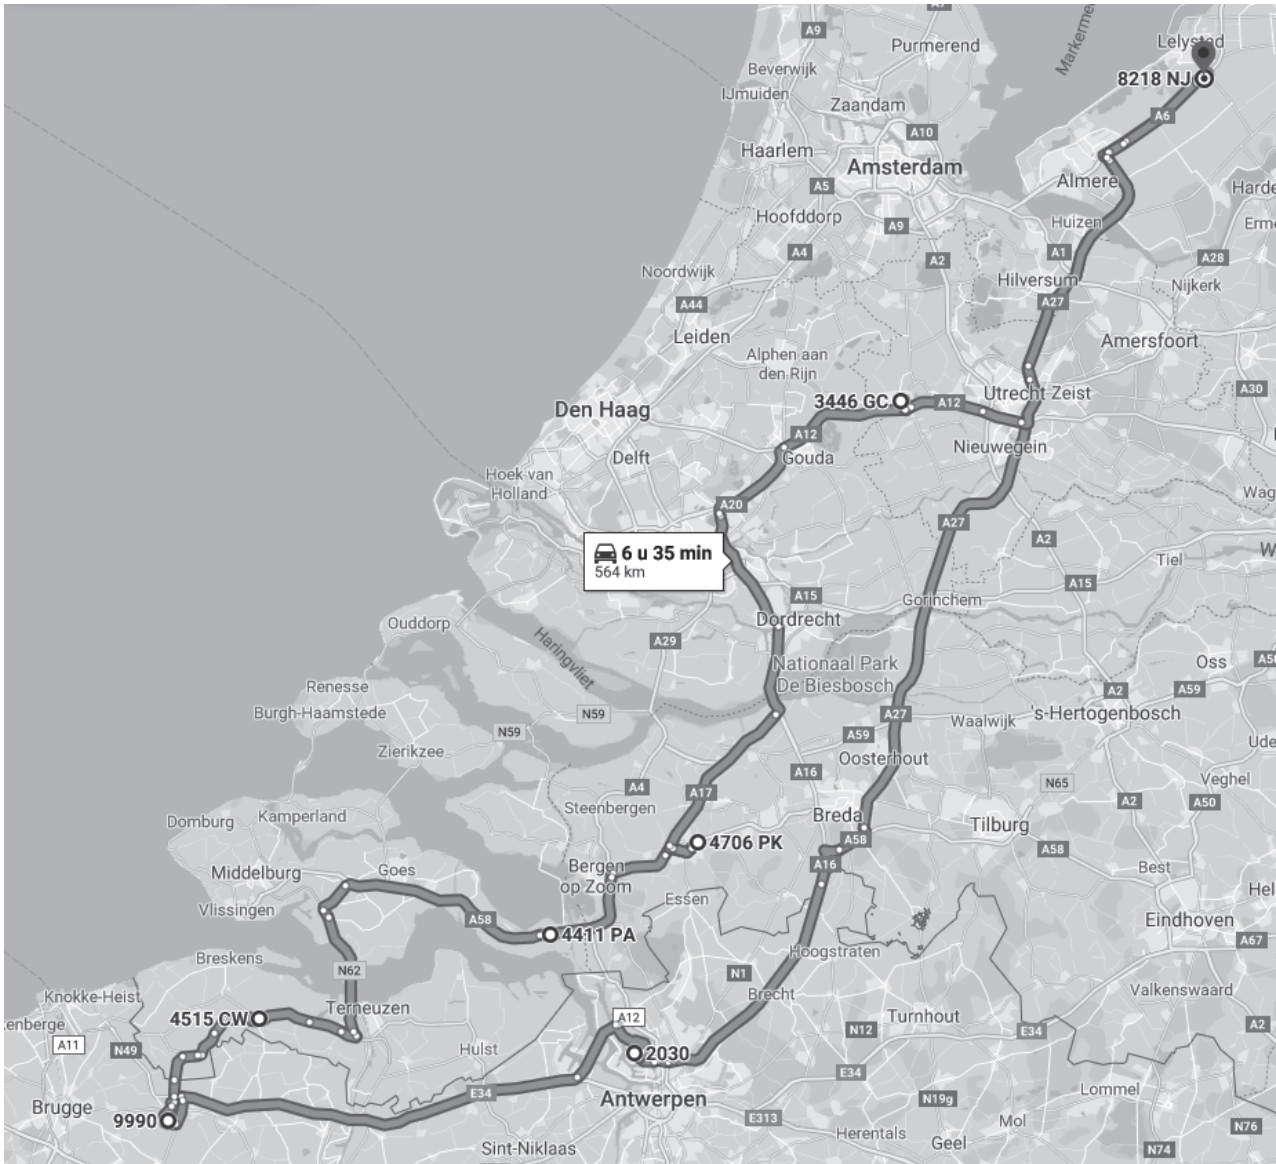 A7
A9
Purmerend
Markerme
Lelystad
Beverwijk
8218 NJ
IJmuiden
Zaandam
A6
A10
Haarlem
Amsterdam
A5
Almere
Harde
Hoofddorp
Huizen
A9
Erme
A4
A2
A1
A28
Noordwijk
Hilversum
Nijkerk
A44
A27
Leiden
Amersfoort
Alphen aan
den Rijn
A30
Utrecht Zeist
3446 GC
A12
Den Haag
A12
Nieuwegein
Delft
Gouda
Hoek van
Holland
Wag
A20
A27
A2
6 u 35 min
564 km
Tiel
W
A15
A15
Gorinchem
Dordrecht
Ouddorp
A29
Haringvliet
Nationaal Park
De Biesbosch
Oss
A50
Renesse
A2
A59
Burgh-Haamstede
N59
A27
Waalwijk
's-Hertogenbosch
N59
A59
Ude
Zierikzee
Oosterhout
A16
N65
Veghel
A4
A17
Steenbergen
A2
A50
Domburg
Kamperland
Breda
Tilburg
4706 PK
A58
A58
Middelburg
Goes
Bergen
op Zoom
A16
Best
Hel
Essen
Vlissingen
A58
Eindhoven
4411 PA
A67
Breskens
Hoogstraten
N62
N1
Knokke-Heist
Brecht
Valkenswaard
4515 CW
Terneuzen
A12
Turnhout
zenberge
N12
E34
A2
A11
N49
Hulst
2030
E34
Lommel
E34
Antwerpen
N19g
Brugge
9990
E313
Mol
N76
Herentals
Geel
Sint-Niklaas
N74